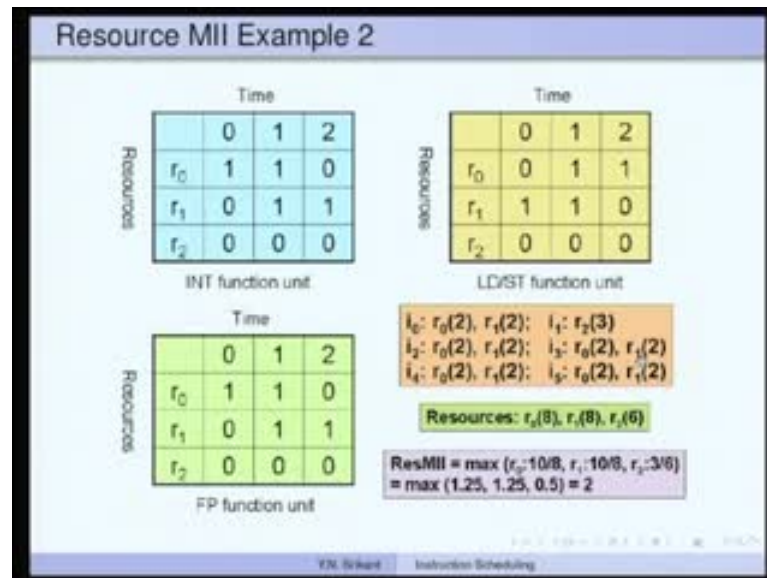 Resource MII Example 2
Time
0 1 2
Resources
r0 1 1 0
r1 0 1 1
r2 0 0 0
INT function unit
Time
0 1 2
Resources
r0 0 1 1
r1 1 1 0
r2 0 0 0
LD/ST function unit
Time
0 1 2
Resources
r0 1 1 0
r1 0 1 1
r2 0 0 0
FP function unit
i0: r0(2), r1(2); i1: r2(3)
i2: r0(2), r1(2); i3: r0(2), r1(2)
i4: r0(2), r1(2); i5: r0(2), r1(2)
Resources: r0(8), r1(8), r2(6)
ResMII = max (r0:10/8, r1:10/8, r2:3/6)
= max (1.25, 1.25, 0.5) = 2
Y.N. Srikant Instruction Scheduling